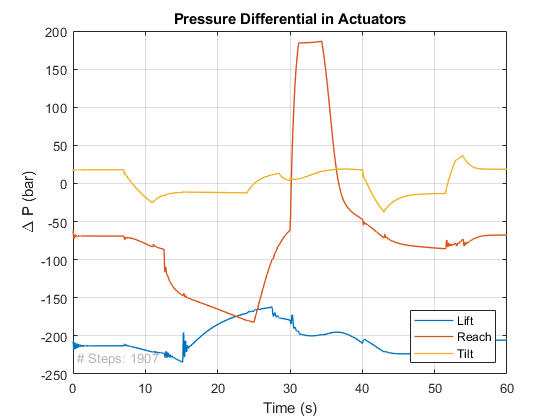 Pressure Differential in Actuators
200
150
100
50
0
-50
-100
-150
-200
-250
Δ P (bar)
# Steps: 1907
Lift
Reach
Tilt
0 10 20 30 40 50 60
Time (s)